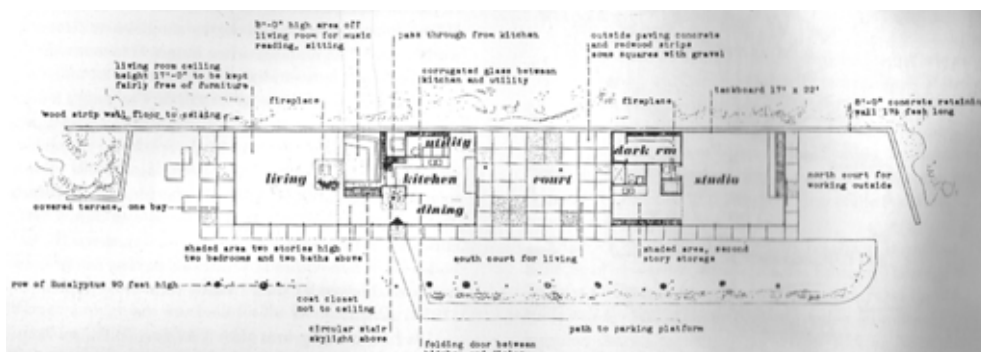 8'-0" high area off
living room for music
reading, sitting
pass through from kitchen
outside paving concrete
and redwood strips
some squares with gravel
living room ceiling
height 17'-0" to be kept
fairly free of furniture
corrugated glass between
kitchen and utility
fireplace
fireplace
tackboard 17' x 22'
wood strip wall floor to ceiling
8'-0" concrete retaining
wall 175 feet long
utility
dark rm
living
kitchen
court
studio
north court for
working outside
dining
covered terrace, one bay
shaded area two stories high
two bedrooms and two baths above
south court for living
shaded area, second
story storage
row of Eucalyptus 90 feet high
coat closet
not to ceiling
circular stair
skylight above
path to parking platform
folding door between
kitchen and